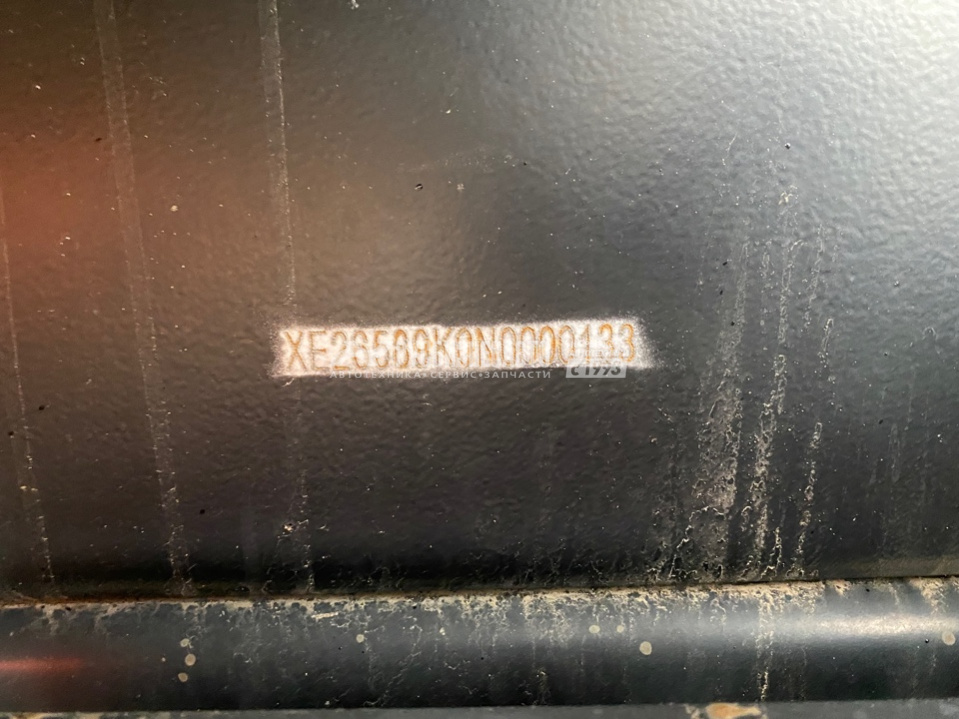 XE26569K0N0000133
АВТОТЕХНИКА•СЕРВИС•ЗАПЧАСТИ с 1993